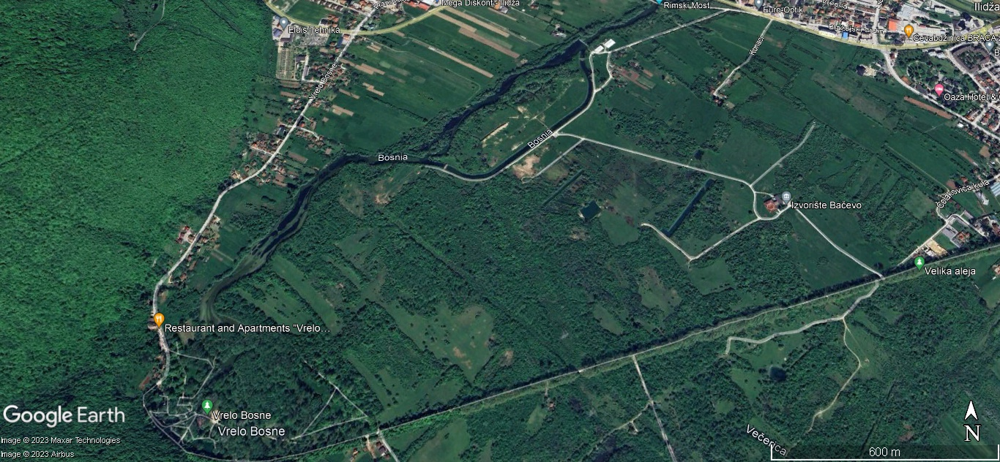 Mega Diskont - Ilidža
Rimski Most
Euro-Optik
Ilidža
Eldis Tehnika
Ćevabdžinica BRAĆA
Konaci
Vrelo Bosne
Oaza Hotel &
Bosnia
Bosnia
Čolakovića kula
Izvorište Bačevo
Velika aleja
Restaurant and Apartments "Vrelo…
Vrelo Bosne
Vrelo Bosne
Večerica
Google Earth
Image © 2023 Maxar Technologies
Image © 2023 Airbus
N
600 m